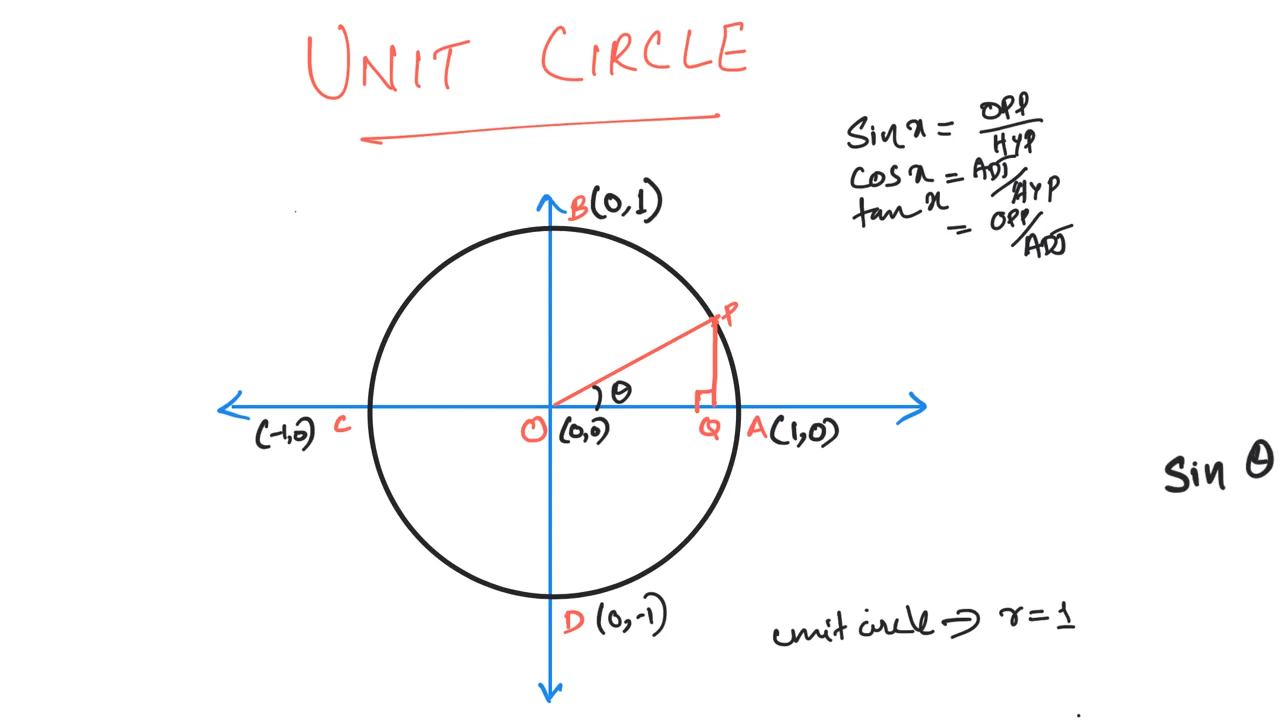 UNIT CIRCLE
Sin x = OPP/HYP
cos x = ADJ/HYP
tan x = OPP/ADJ
B (0,1)
P
θ
(-1,0) C O (0,0) Q A (1,0)
Sin θ
D (0,-1)
unit circle → r = 1